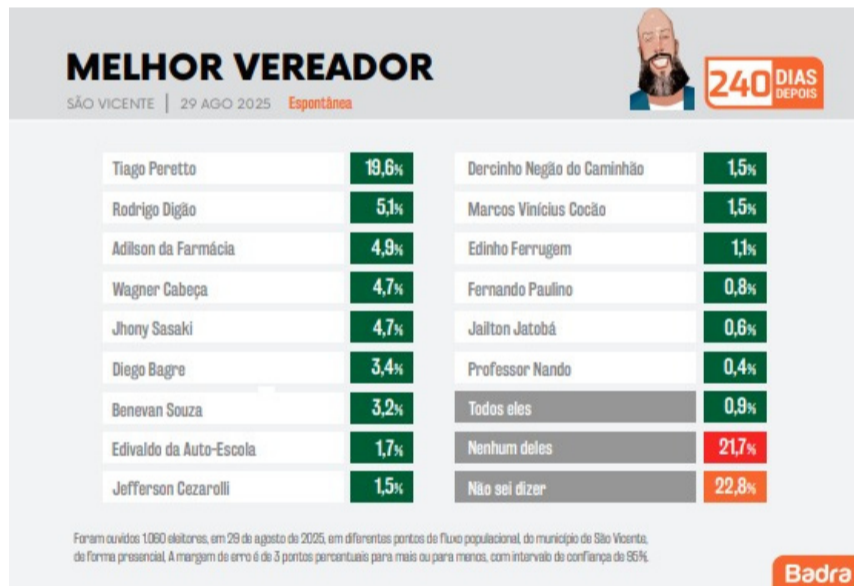 MELHOR VEREADOR
SÃO VICENTE | 29 AGO 2025 Espontânea
240 DIAS DEPOIS
Tiago Peretto 19,6%
Rodrigo Digão 5,1%
Adilson da Farmácia 4,9%
Wagner Cabeça 4,7%
Jhony Sasaki 4,7%
Diego Bagre 3,4%
Benevan Souza 3,2%
Edivaldo da Auto-Escola 1,7%
Jefferson Cezarolli 1,5%
Dercinho Negão do Caminhão 1,5%
Marcos Vinícius Cocão 1,5%
Edinho Ferrugem 1,1%
Fernando Paulino 0,8%
Jailton Jatobá 0,6%
Professor Nando 0,4%
Todos eles 0,9%
Nenhum deles 21,7%
Não sei dizer 22,8%
Foram ouvidos 1.060 eleitores, em 29 de agosto de 2025, em diferentes pontos de fluxo populacional, do município de São Vicente,
de forma presencial. A margem de erro é de 3 pontos percentuais para mais ou para menos, com intervalo de confiança de 95%.
Badra